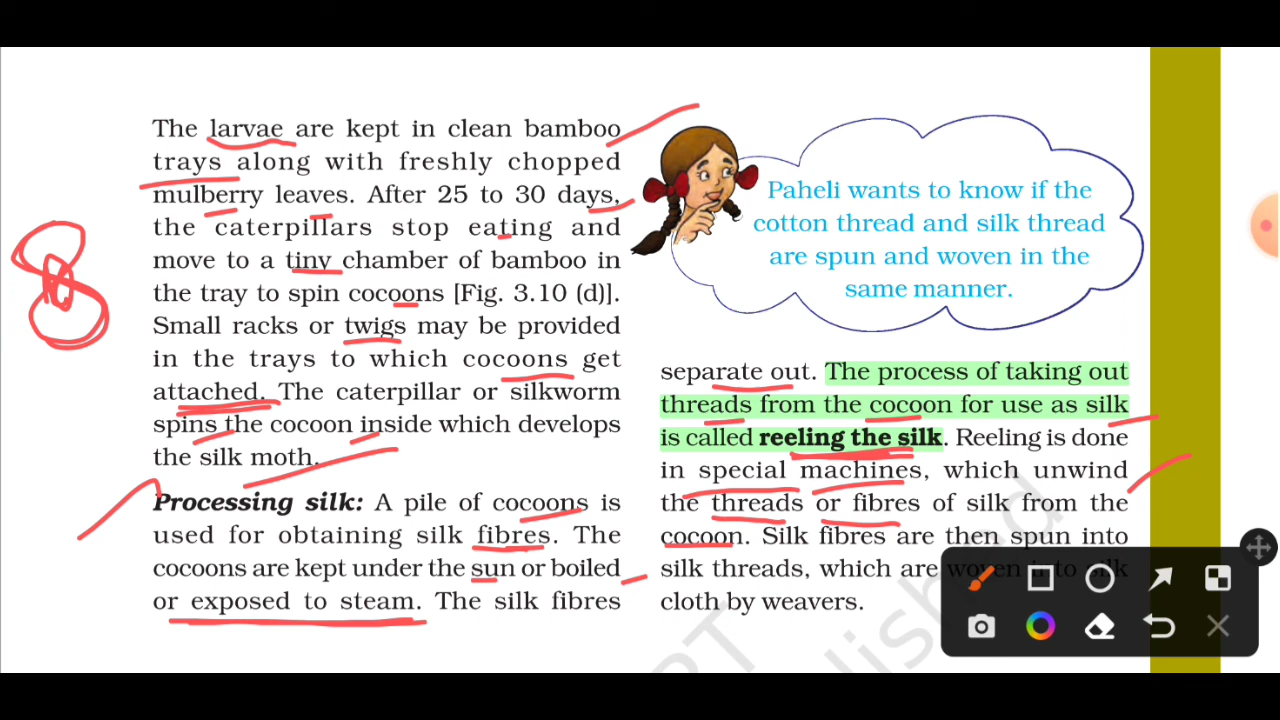 The larvae are kept in clean bamboo
trays along with freshly chopped
mulberry leaves. After 25 to 30 days,
the caterpillars stop eating and
move to a tiny chamber of bamboo in
the tray to spin cocoons [Fig. 3.10 (d)].
Small racks or twigs may be provided
in the trays to which cocoons get
attached. The caterpillar or silkworm
spins the cocoon inside which develops
the silk moth.
Processing silk: A pile of cocoons is
used for obtaining silk fibres. The
cocoons are kept under the sun or boiled
or exposed to steam. The silk fibres
Paheli wants to know if the
cotton thread and silk thread
are spun and woven in the
same manner.
separate out. The process of taking out
threads from the cocoon for use as silk
is called reeling the silk. Reeling is done
in special machines, which unwind
the threads or fibres of silk from the
cocoon. Silk fibres are then spun into
silk threads, which are woven into silk
cloth by weavers.